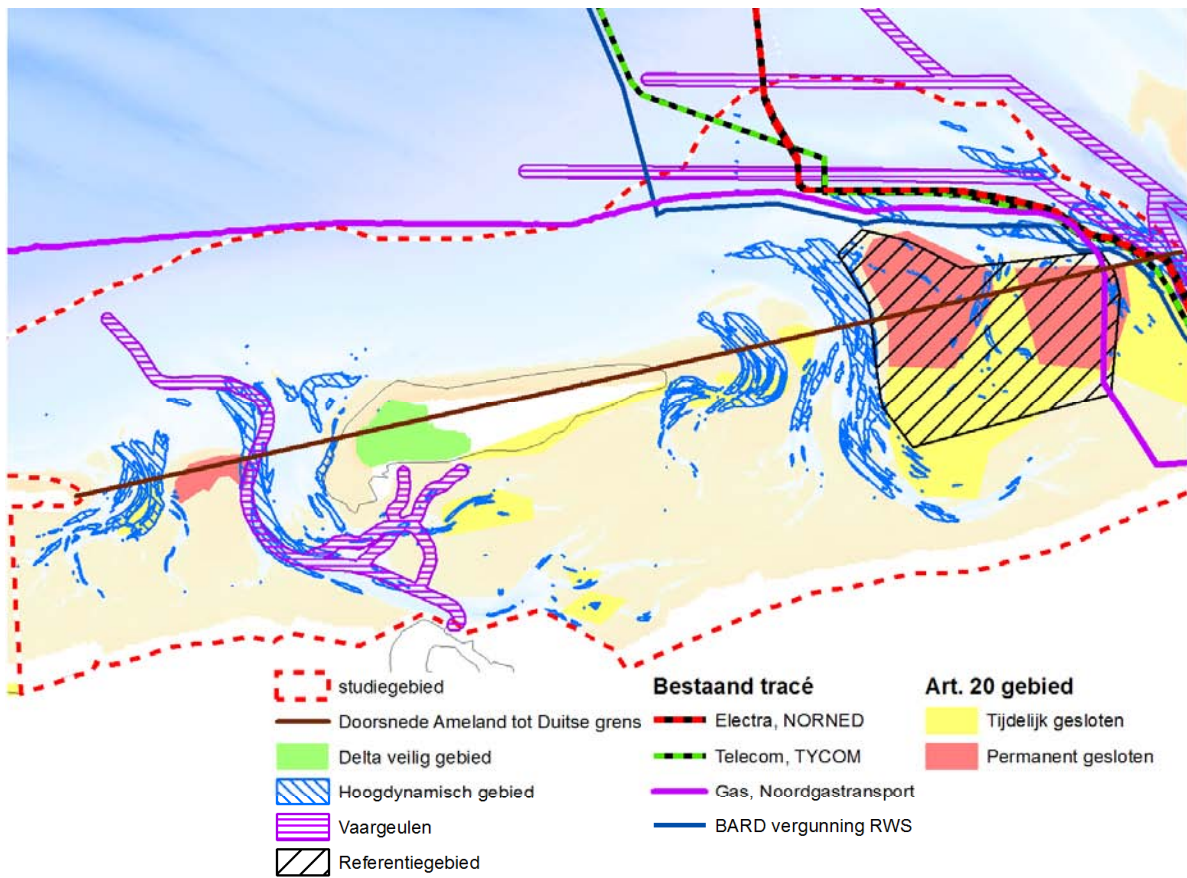 studiegebied
Doorsnede Ameland tot Duitse grens
Delta veilig gebied
Hoogdynamisch gebied
Vaargeulen
Referentiegebied
Bestaand tracé
Electra, NORNED
Telecom, TYCOM
Gas, Noordgastransport
BARD vergunning RWS
Art. 20 gebied
Tijdelijk gesloten
Permanent gesloten